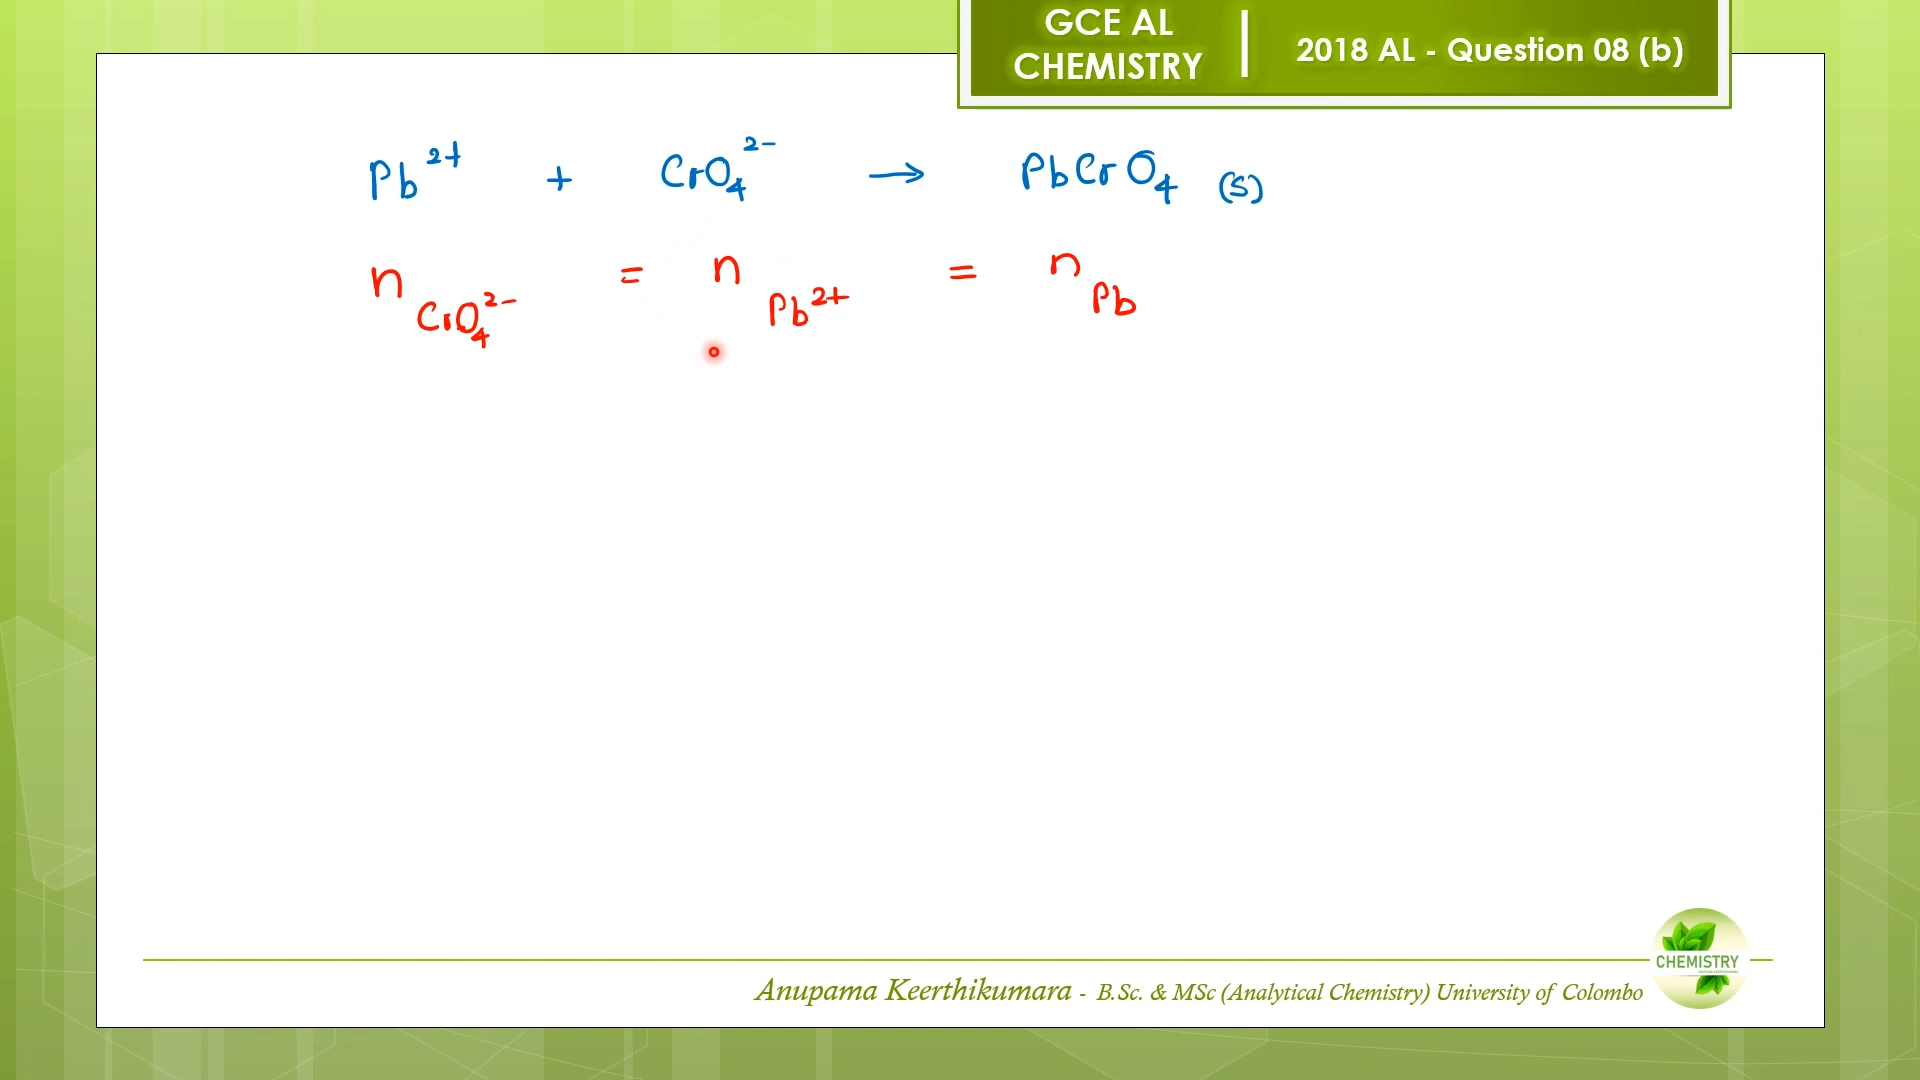 GCE AL
CHEMISTRY
2018 AL - Question 08 (b)
Pb²⁺ + CrO₄²⁻ → PbCrO₄ (s)
n CrO₄²⁻ = n Pb²⁺ = n Pb
CHEMISTRY
Anupama Keerthikumara - B.Sc. & MSc (Analytical Chemistry) University of Colombo